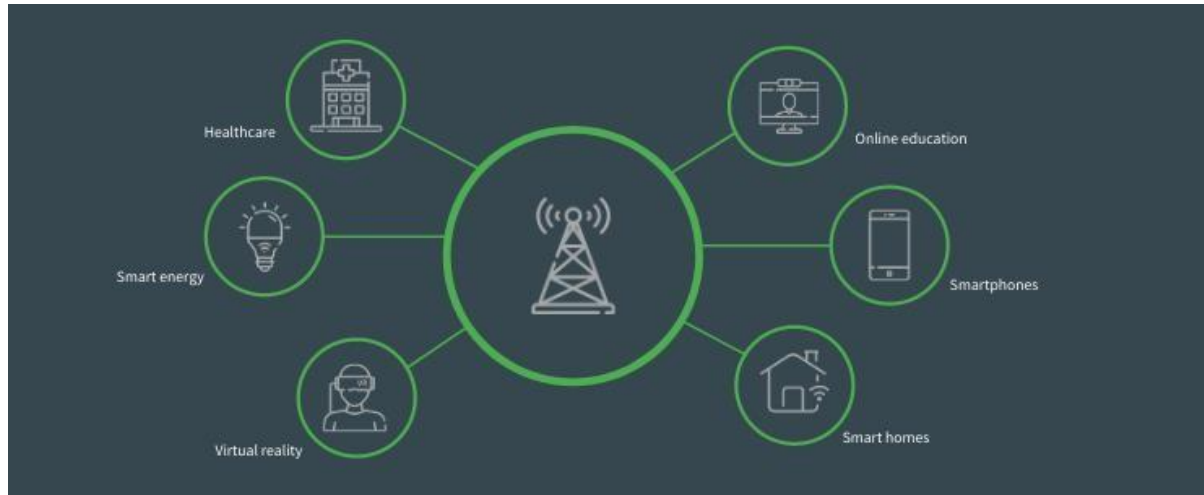 Healthcare
Online education
Smart energy
Smartphones
Virtual reality
Smart homes